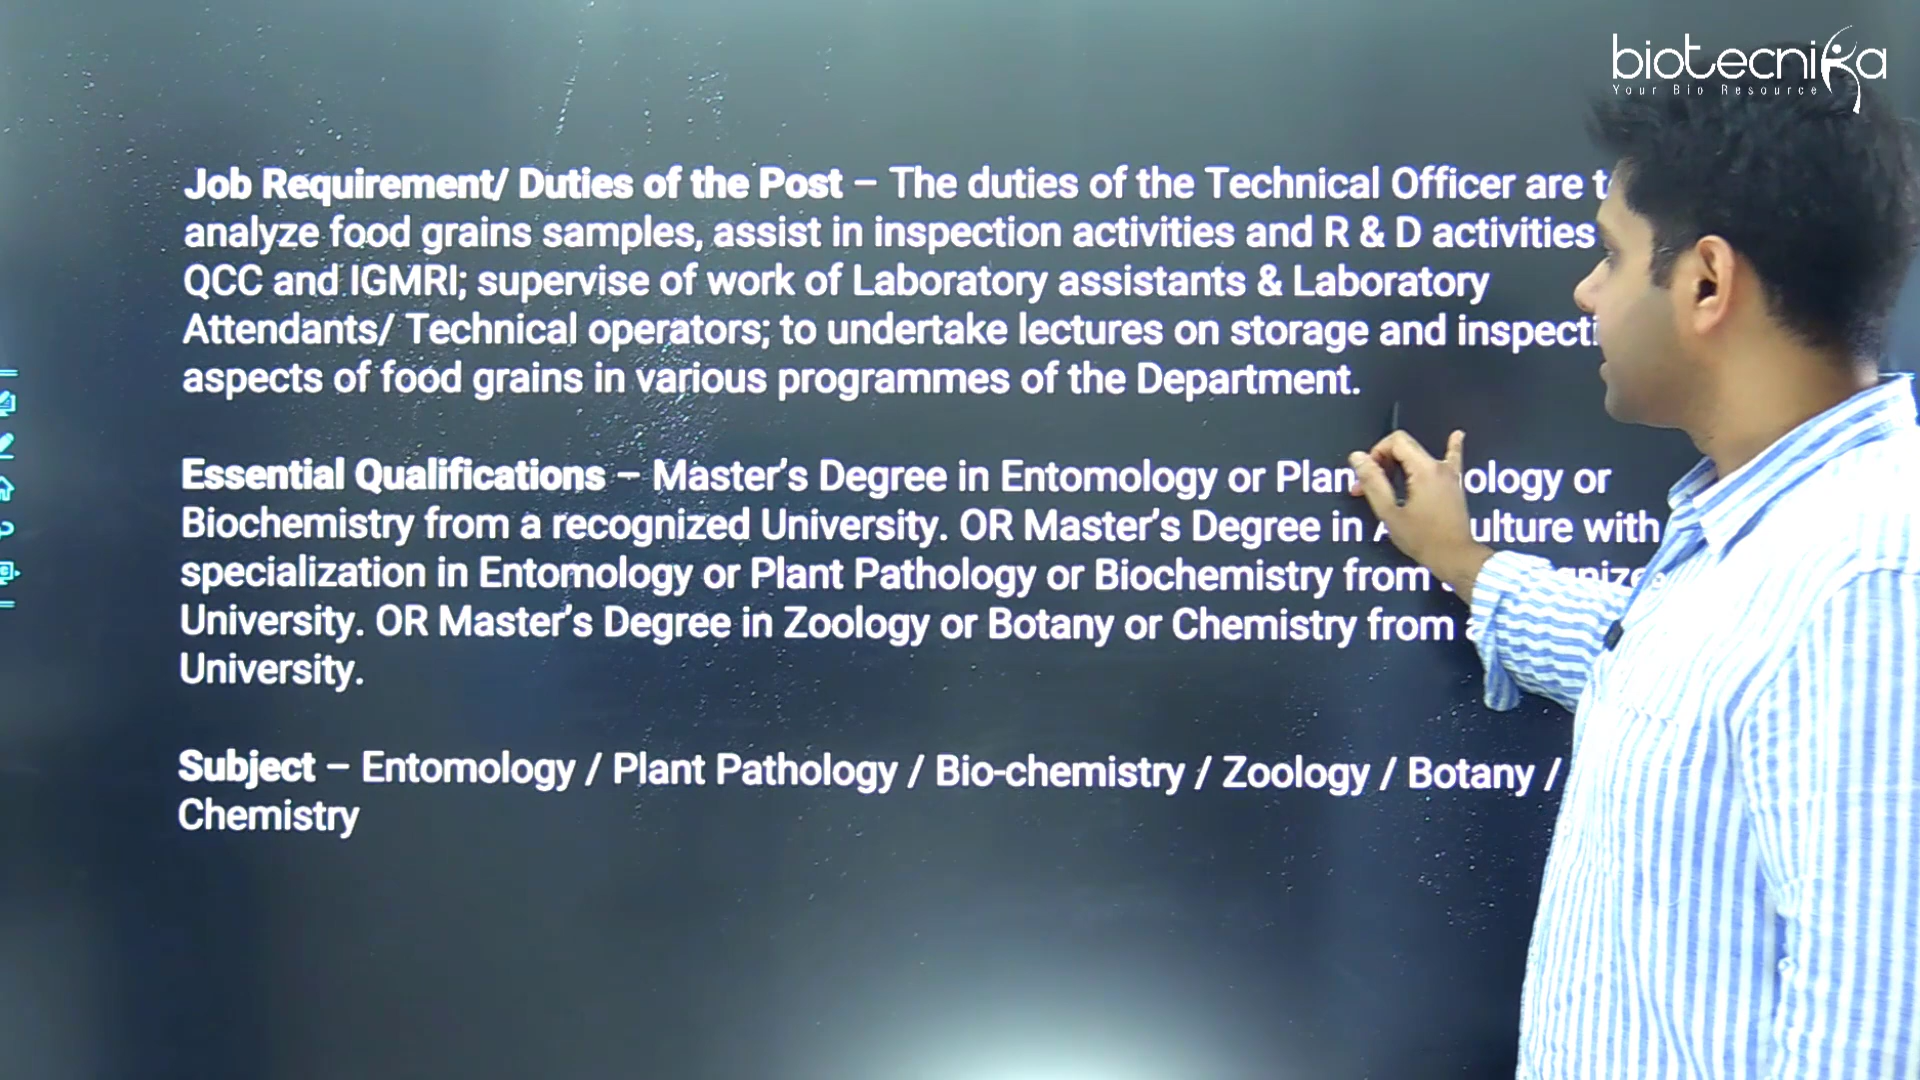 biotecnika
Your Bio Resource
Job Requirement/ Duties of the Post – The duties of the Technical Officer are
analyze food grains samples, assist in inspection activities and R & D activities
QCC and IGMRI; supervise of work of Laboratory assistants & Laboratory
Attendants/ Technical operators; to undertake lectures on storage and
aspects of food grains in various programmes of the Department.
Essential Qualifications – Master's Degree in Entomology or or
Biochemistry from a recognized University. OR Master's Degree in with
specialization in Entomology or Plant Pathology or Biochemistry from
University. OR Master's Degree in Zoology or Botany or Chemistry from
University.
Subject – Entomology / Plant Pathology / Bio-chemistry / Zoology / Botany /
Chemistry